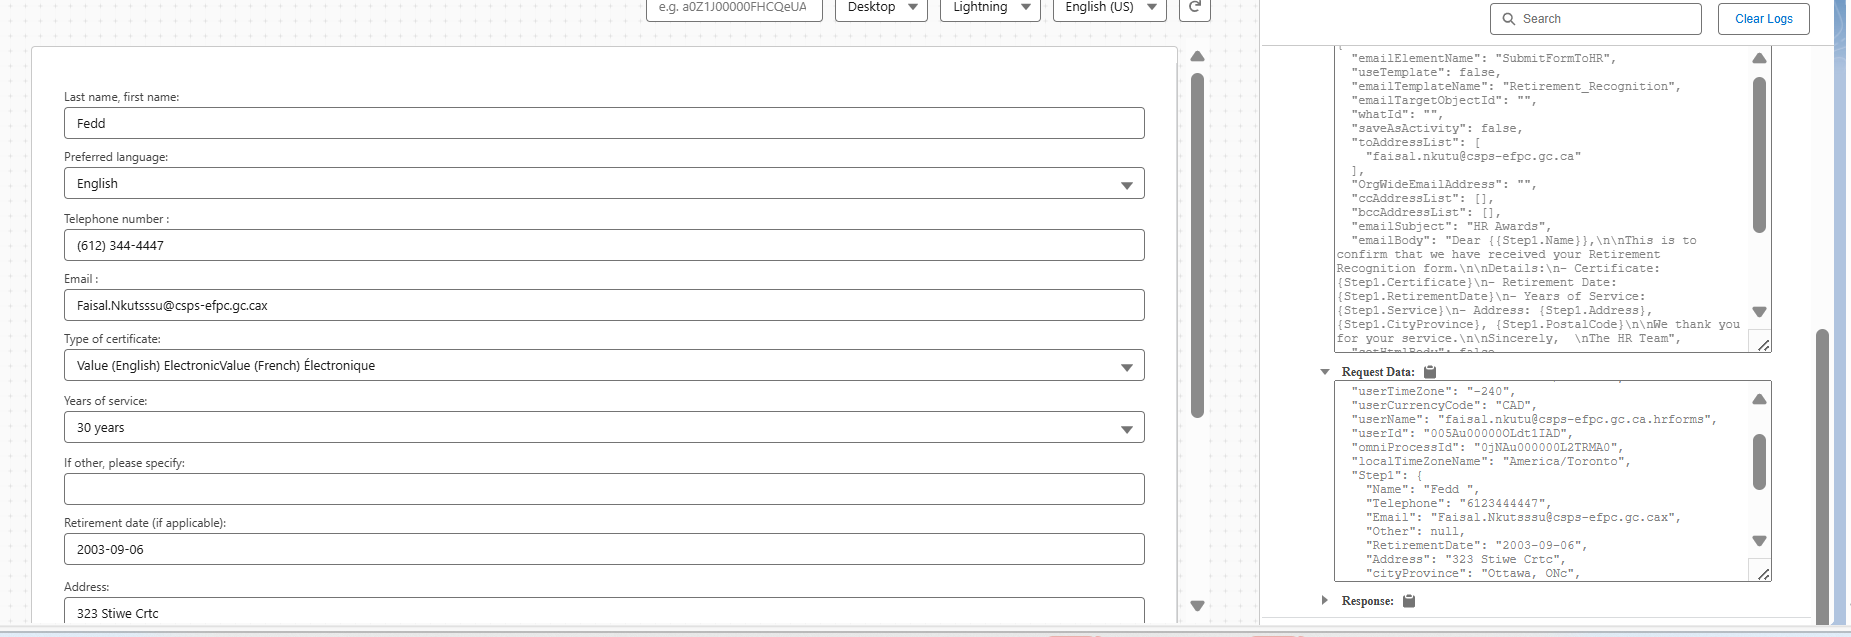 e.g. a0Z1J00000FHCQeUA
Desktop
Lightning
English (US)
Last name, first name:
Fedd
Preferred language:
English
Telephone number :
(612) 344-4447
Email :
Faisal.Nkutsssu@csps-efpc.gc.cax
Type of certificate:
Value (English) ElectronicValue (French) Électronique
Years of service:
30 years
If other, please specify:
Retirement date (if applicable):
2003-09-06
Address:
323 Stiwe Crtc
Search
Clear Logs
{
"emailElementName": "SubmitFormToHR",
"useTemplate": false,
"emailTemplateName": "Retirement_Recognition",
"emailTargetObjectId": "",
"whatId": "",
"saveAsActivity": false,
"toAddressList": [
"faisal.nkutu@csps-efpc.gc.ca"
],
"OrgWideEmailAddress": "",
"ccAddressList": [],
"bccAddressList": [],
"emailSubject": "HR Awards",
"emailBody": "Dear {{Step1.Name}},\n\nThis is to
confirm that we have received your Retirement
Recognition form.\n\nDetails:\n- Certificate:
{Step1.Certificate}\n- Retirement Date:
{Step1.RetirementDate}\n- Years of Service:
{Step1.Service}\n- Address: {Step1.Address},
{Step1.CityProvince}, {Step1.PostalCode}\n\nWe thank you
for your service.\n\nSincerely,  \nThe HR Team",
Request Data:
"userTimeZone": "-240",
"userCurrencyCode": "CAD",
"userName": "faisal.nkutu@csps-efpc.gc.ca.hrforms",
"userId": "005Au00000OLdt1IAD",
"omniProcessId": "0jNAu000000L2TRMA0",
"localTimeZoneName": "America/Toronto",
"Step1": {
"Name": "Fedd ",
"Telephone": "6123444447",
"Email": "Faisal.Nkutsssu@csps-efpc.gc.cax",
"Other": null,
"RetirementDate": "2003-09-06",
"Address": "323 Stiwe Crtc",
"cityProvince": "Ottawa, ONc",
Response: